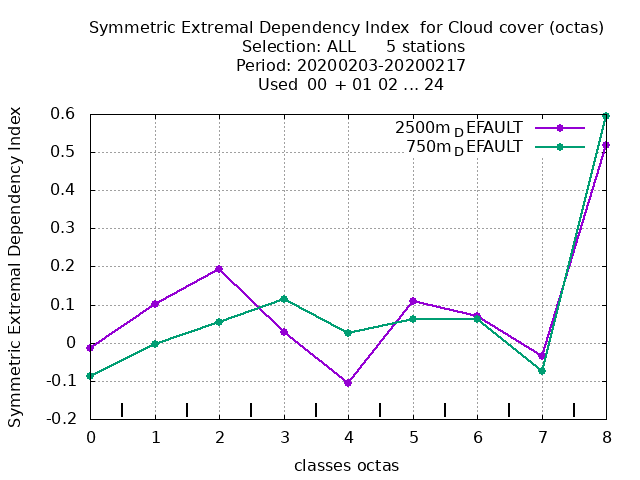 Symmetric Extremal Dependency Index  for Cloud cover (octas)
Selection: ALL      5 stations
Period: 20200203-20200217
Used  00 + 01 02 ... 24
2500m_DEFAULT
750m_DEFAULT
Symmetric Extremal Dependency Index
0.6
0.5
0.4
0.3
0.2
0.1
0
-0.1
-0.2
0 1 2 3 4 5 6 7 8
classes octas